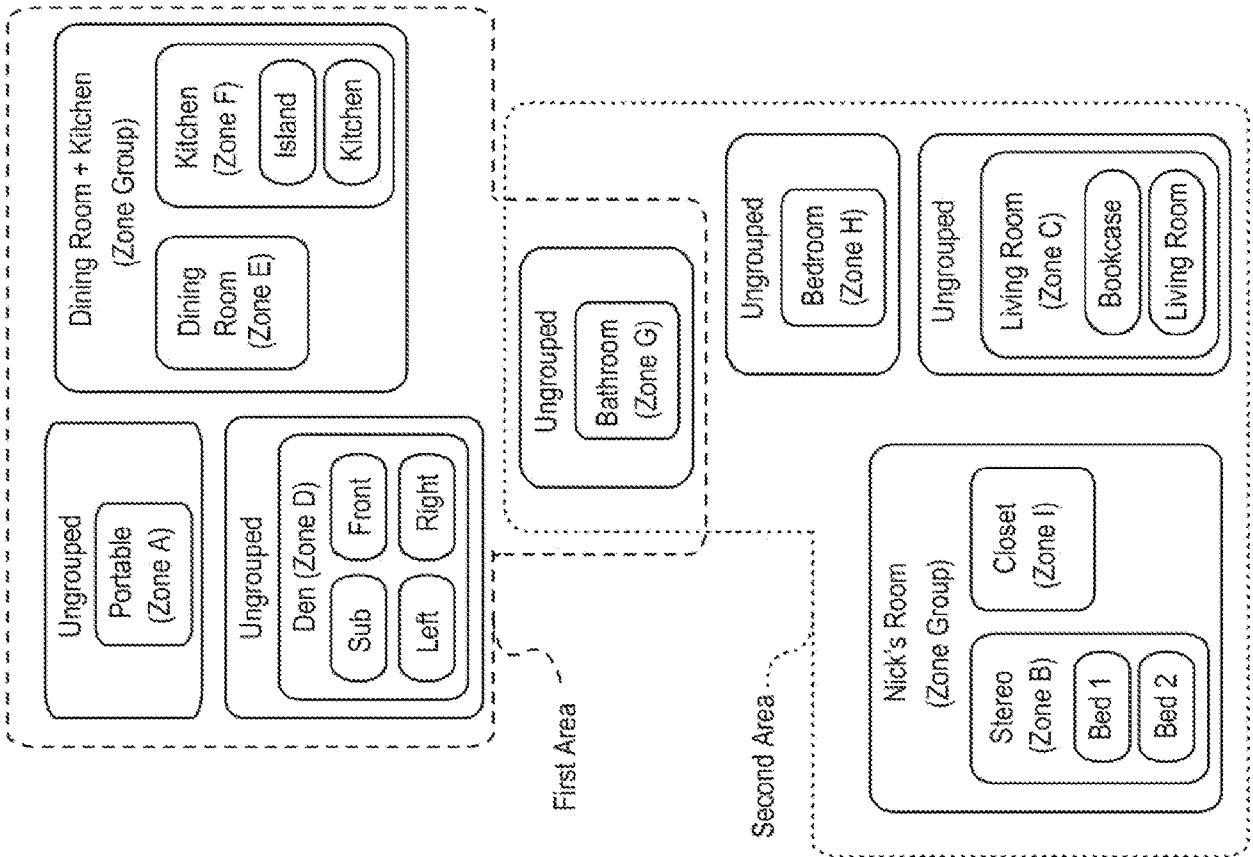 Ungrouped
Portable
(Zone A)
Ungrouped
Den (Zone D)
Sub
Front
Left
Right
Dining Room + Kitchen
(Zone Group)
Dining
Room
(Zone E)
Kitchen
(Zone F)
Island
Kitchen
First Area
Ungrouped
Bathroom
(Zone G)
Second Area
Ungrouped
Bedroom
(Zone H)
Nick's Room
(Zone Group)
Stereo
(Zone B)
Bed 1
Bed 2
Closet
(Zone I)
Ungrouped
Living Room
(Zone C)
Bookcase
Living Room